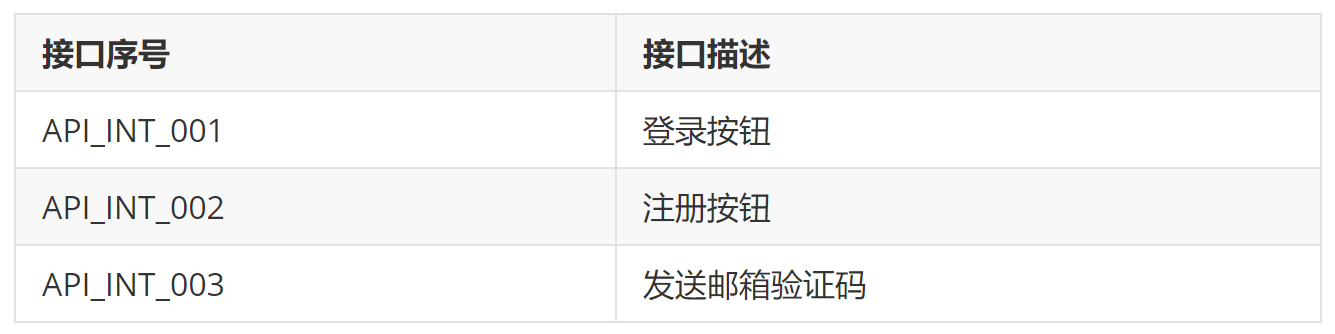 接口序号 接口描述
API_INT_001 登录按钮
API_INT_002 注册按钮
API_INT_003 发送邮箱验证码